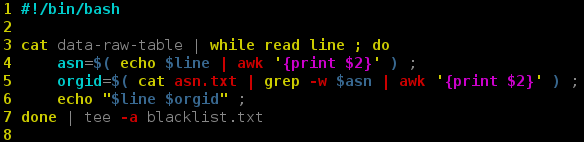 1 #!/bin/bash
2
3 cat data-raw-table | while read line ; do
4     asn=$( echo $line | awk '{print $2}' ) ;
5     orgid=$( cat asn.txt | grep -w $asn | awk '{print $2}' ) ;
6     echo "$line $orgid" ;
7 done | tee -a blacklist.txt
8